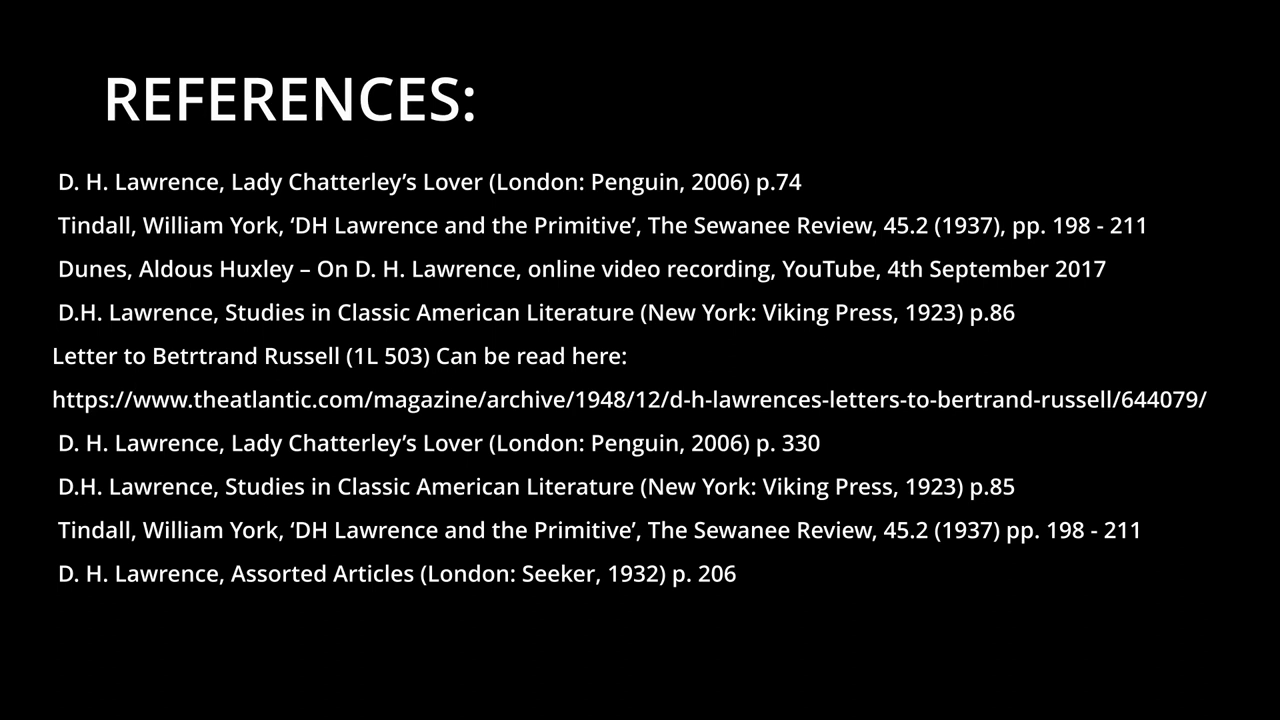 REFERENCES:
D. H. Lawrence, Lady Chatterley’s Lover (London: Penguin, 2006) p.74
Tindall, William York, ‘DH Lawrence and the Primitive’, The Sewanee Review, 45.2 (1937), pp. 198 - 211
Dunes, Aldous Huxley – On D. H. Lawrence, online video recording, YouTube, 4th September 2017
D.H. Lawrence, Studies in Classic American Literature (New York: Viking Press, 1923) p.86
Letter to Betrtrand Russell (1L 503) Can be read here:
https://www.theatlantic.com/magazine/archive/1948/12/d-h-lawrences-letters-to-bertrand-russell/644079/
D. H. Lawrence, Lady Chatterley’s Lover (London: Penguin, 2006) p. 330
D.H. Lawrence, Studies in Classic American Literature (New York: Viking Press, 1923) p.85
Tindall, William York, ‘DH Lawrence and the Primitive’, The Sewanee Review, 45.2 (1937) pp. 198 - 211
D. H. Lawrence, Assorted Articles (London: Seeker, 1932) p. 206